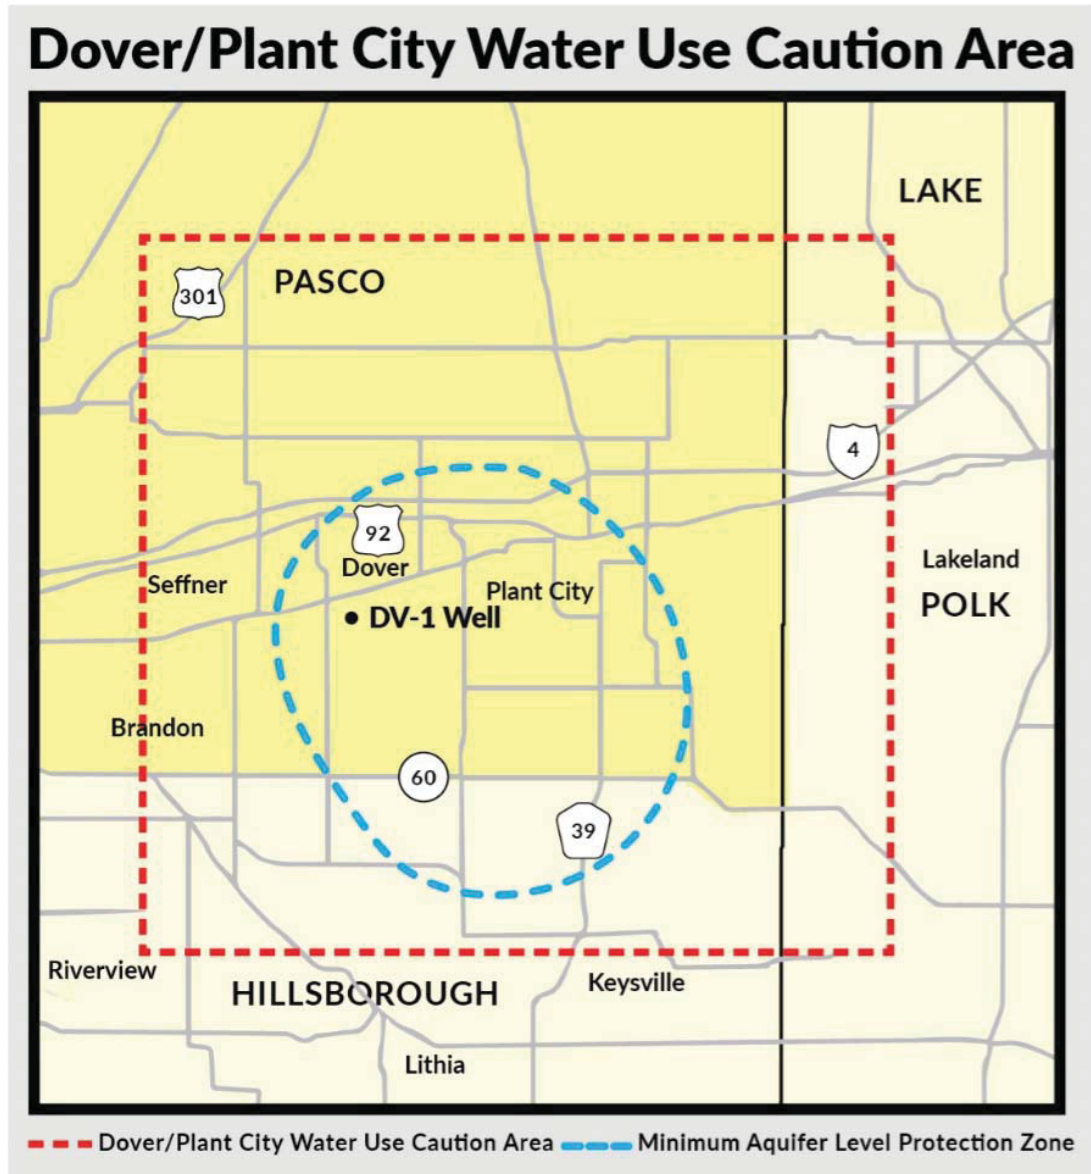 Dover/Plant City Water Use Caution Area
LAKE
PASCO
301
4
92
Dover
Lakeland
Seffner
Plant City
POLK
DV-1 Well
Brandon
60
39
Riverview
Keysville
HILLSBOROUGH
Lithia
Dover/Plant City Water Use Caution Area
Minimum Aquifer Level Protection Zone